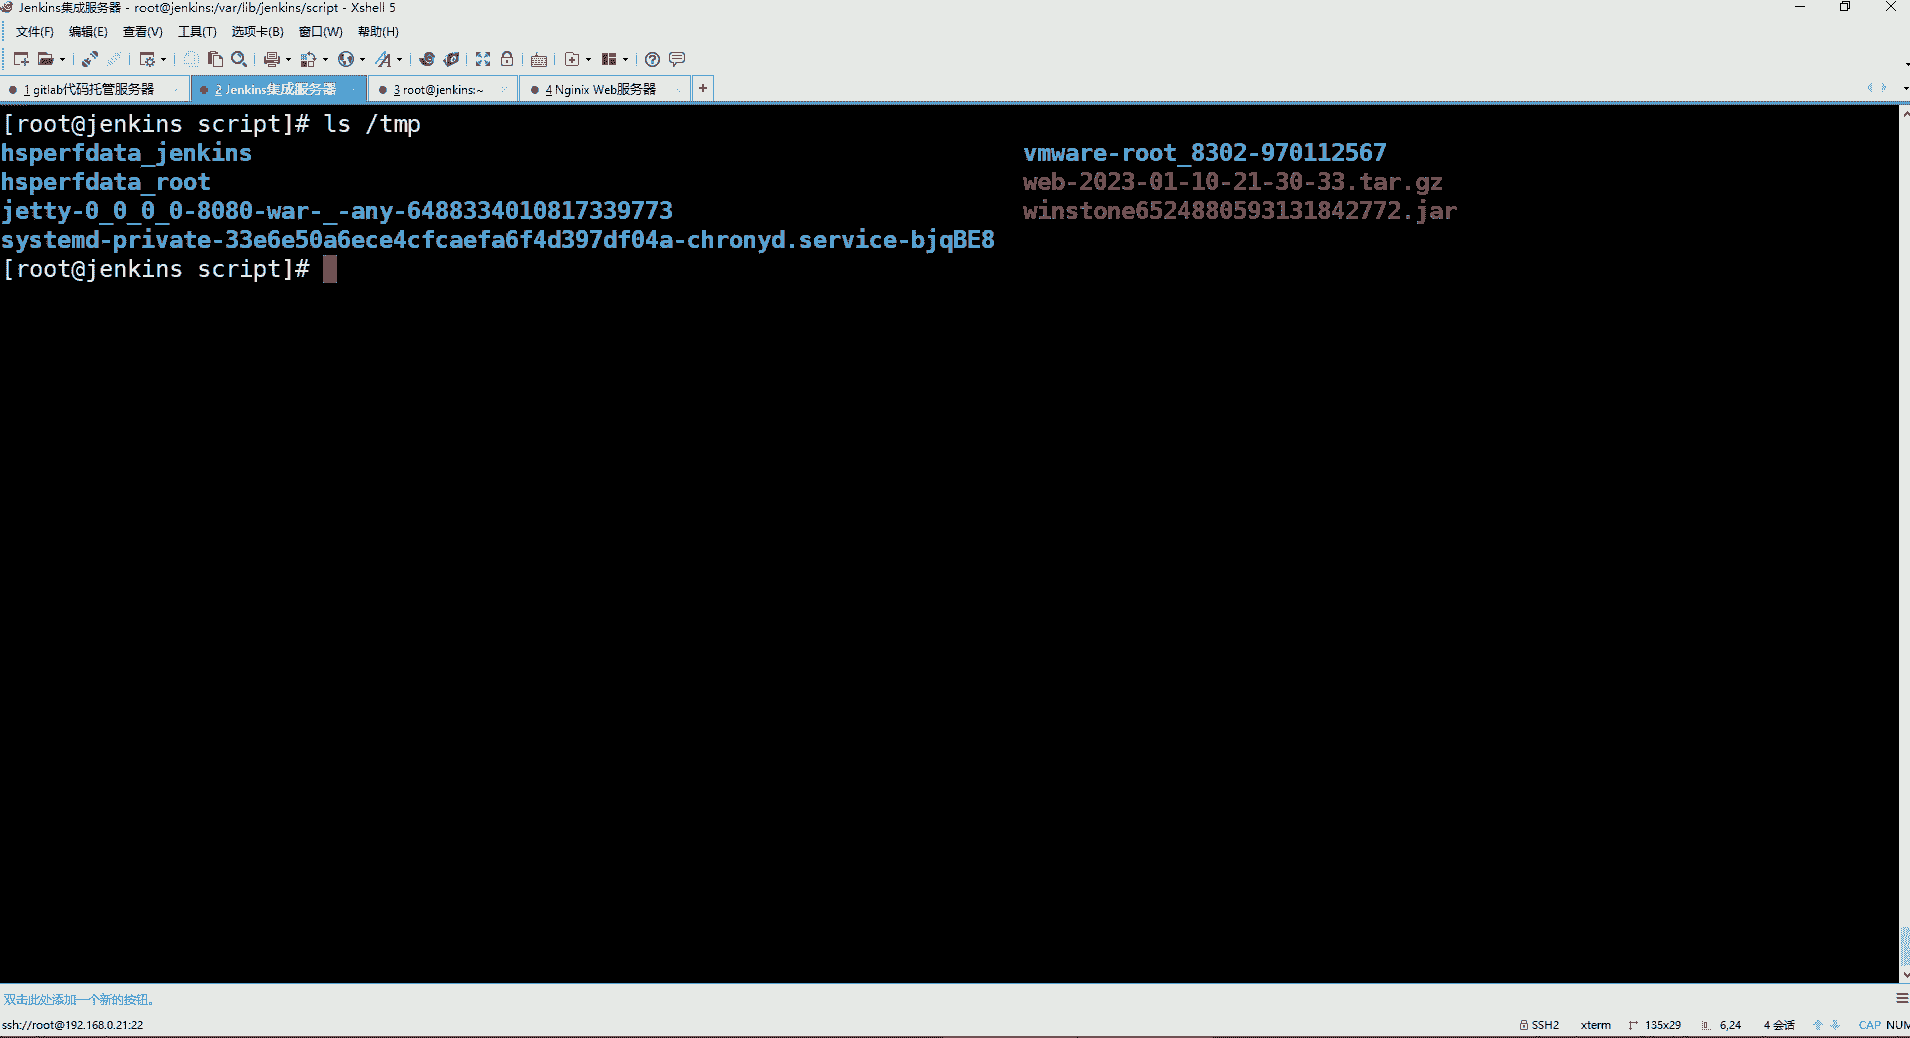 Jenkins集成服务器 - root@jenkins:/var/lib/jenkins/script - Xshell 5
文件(F) 编辑(E) 查看(V) 工具(T) 选项卡(B) 窗口(W) 帮助(H)
1 gitlab代码托管服务器 2 Jenkins集成服务器 3 root@jenkins:~ 4 Nginix Web服务器 +
[root@jenkins script]# ls /tmp
hsperfdata_jenkins vmware-root_8302-970112567
hsperfdata_root web-2023-01-10-21-30-33.tar.gz
jetty-0_0_0_0-8080-war-_-any-6488334010817339773 winstone6524880593131842772.jar
systemd-private-33e6e50a6ece4cfcaefa6f4d397df04a-chronyd.service-bjqBE8
[root@jenkins script]#
双击此处添加一个新的按钮。
ssh://root@192.168.0.21:22 SSH2 xterm 135x29 6,24 4 会话 CAP NUM